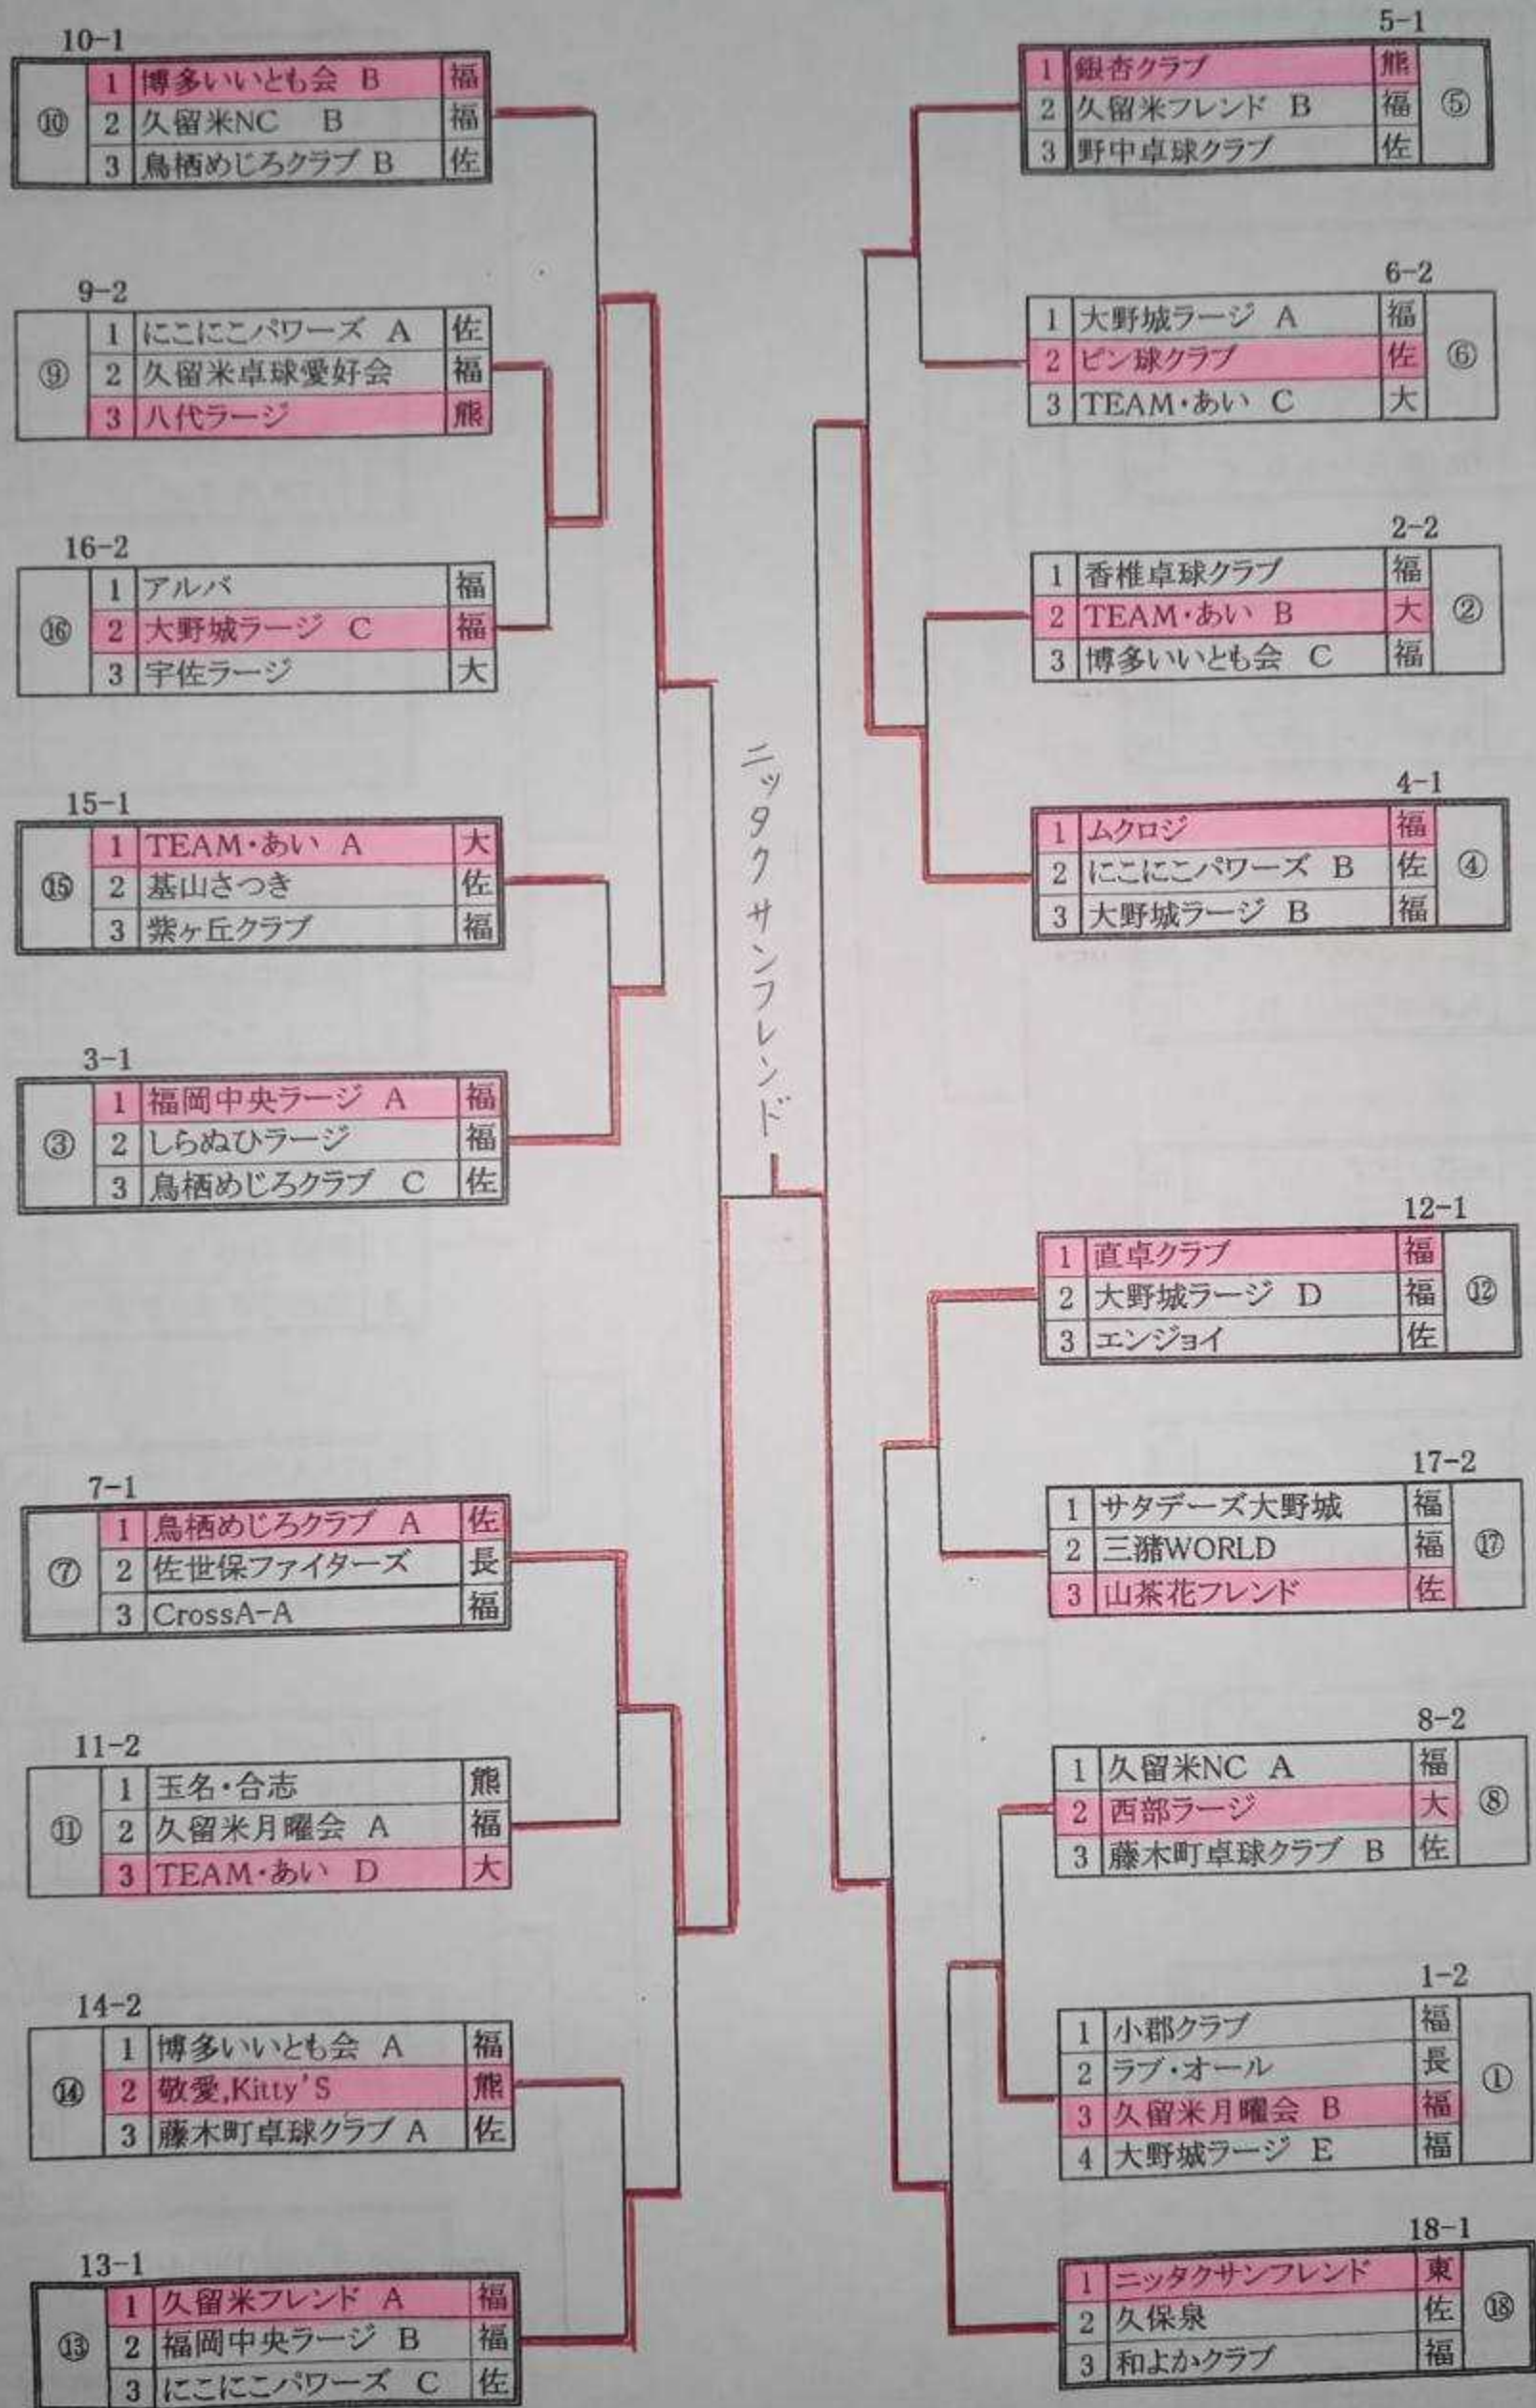 10-1
⑩
1 博多いいとも会 B 福
2 久留米NC B 福
3 鳥栖めじろクラブ B 佐
9-2
⑨
1 にこにこパワーズ A 佐
2 久留米卓球愛好会 福
3 八代ラージ 熊
16-2
⑯
1 アルバ 福
2 大野城ラージ C 福
3 宇佐ラージ 大
15-1
⑮
1 TEAM・あい A 大
2 基山さつき 佐
3 紫ヶ丘クラブ 福
3-1
③
1 福岡中央ラージ A 福
2 しらぬひラージ 福
3 鳥栖めじろクラブ C 佐
7-1
⑦
1 鳥栖めじろクラブ A 佐
2 佐世保ファイターズ 長
3 CrossA-A 福
11-2
⑪
1 玉名・合志 熊
2 久留米月曜会 A 福
3 TEAM・あい D 大
14-2
⑭
1 博多いいとも会 A 福
2 敬愛,Kitty'S 熊
3 藤木町卓球クラブ A 佐
13-1
⑬
1 久留米フレンド A 福
2 福岡中央ラージ B 福
3 にこにこパワーズ C 佐
ニッタクサンフレンド
5-1
1 銀杏クラブ 熊
2 久留米フレンド B 福
3 野中卓球クラブ 佐
⑤
6-2
1 大野城ラージ A 福
2 ピン球クラブ 佐
3 TEAM・あい C 大
⑥
2-2
1 香椎卓球クラブ 福
2 TEAM・あい B 大
3 博多いいとも会 C 福
②
4-1
1 ムクロジ 福
2 にこにこパワーズ B 佐
3 大野城ラージ B 福
④
12-1
1 直卓クラブ 福
2 大野城ラージ D 福
3 エンジョイ 佐
⑫
17-2
1 サタデーズ大野城 福
2 三潴WORLD 福
3 山茶花フレンド 佐
⑰
8-2
1 久留米NC A 福
2 西部ラージ 大
3 藤木町卓球クラブ B 佐
⑧
1-2
1 小郡クラブ 福
2 ラブ・オール 長
3 久留米月曜会 B 福
4 大野城ラージ E 福
①
18-1
1 ニッタクサンフレンド 東
2 久保泉 佐
3 和よかクラブ 福
⑱